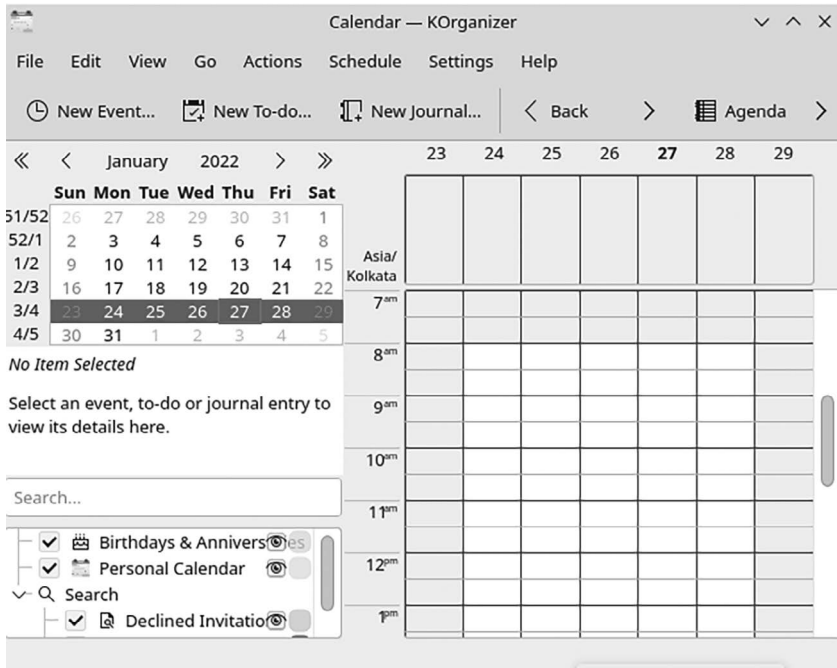 Calendar — KOrganizer
File Edit View Go Actions Schedule Settings Help
New Event... New To-do... New Journal... Back Agenda
January 2022
Sun Mon Tue Wed Thu Fri Sat
51/52 26 27 28 29 30 31 1
52/1 2 3 4 5 6 7 8
1/2 9 10 11 12 13 14 15
2/3 16 17 18 19 20 21 22
3/4 23 24 25 26 27 28 29
4/5 30 31 1 2 3 4 5
No Item Selected
Select an event, to-do or journal entry to
view its details here.
Search...
Birthdays & Annivers es
Personal Calendar
Search
Declined Invitatio
23 24 25 26 27 28 29
Asia/
Kolkata
7am
8am
9am
10am
11am
12pm
1pm